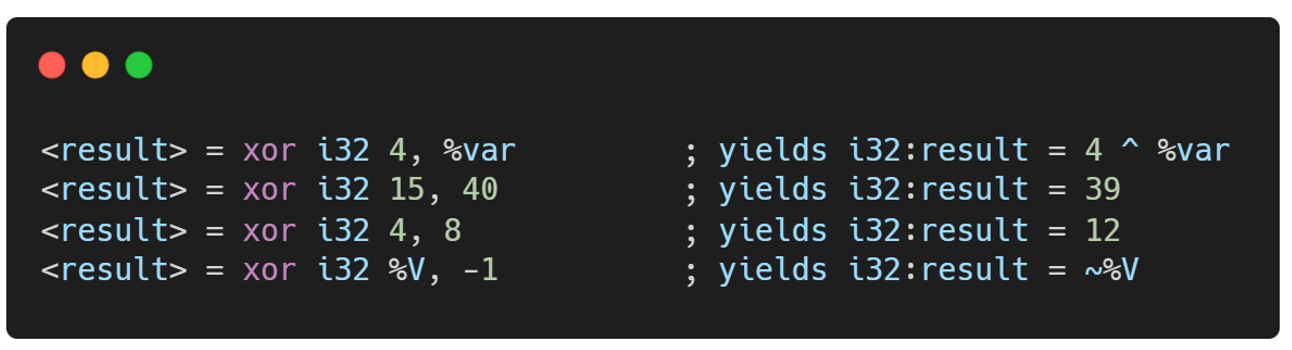 <result> = xor i32 4, %var         ; yields i32:result = 4 ^ %var
<result> = xor i32 15, 40          ; yields i32:result = 39
<result> = xor i32 4, 8            ; yields i32:result = 12
<result> = xor i32 %V, -1          ; yields i32:result = ~%V